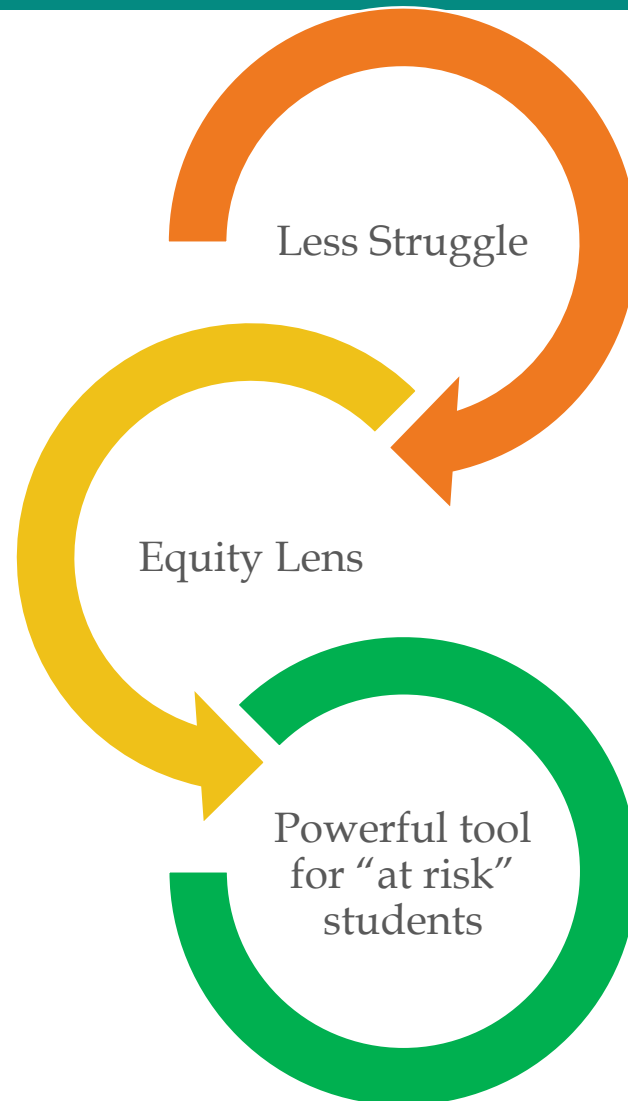 Less Struggle
Equity Lens
Powerful tool
for “at risk”
students